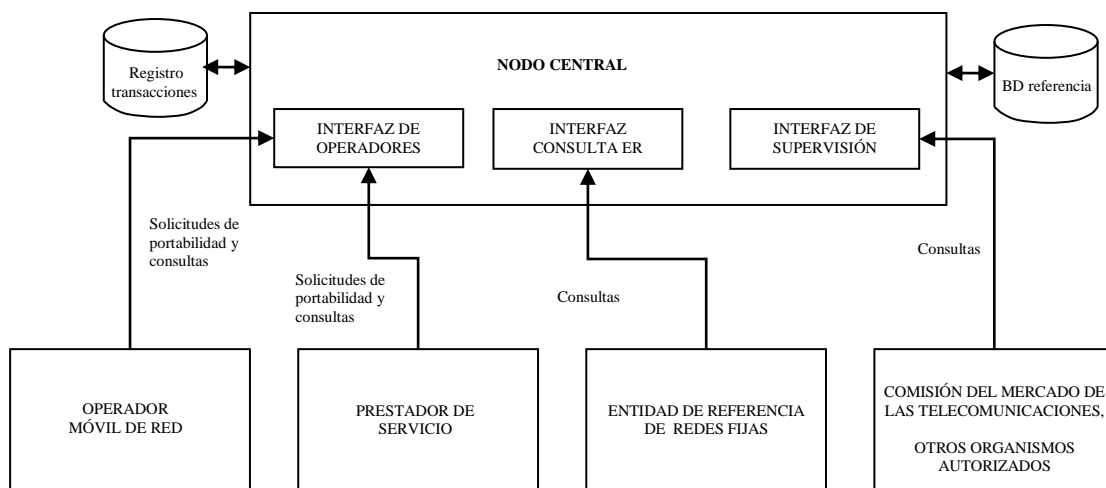 Registro
transacciones
NODO CENTRAL
BD referencia
INTERFAZ DE
OPERADORES
INTERFAZ
CONSULTA ER
INTERFAZ DE
SUPERVISIÓN
Solicitudes de
portabilidad y
consultas
Solicitudes de
portabilidad y
consultas
Consultas
Consultas
OPERADOR
MÓVIL DE RED
PRESTADOR DE
SERVICIO
ENTIDAD DE REFERENCIA
DE REDES FIJAS
COMISIÓN DEL MERCADO DE
LAS TELECOMUNICACIONES,
OTROS ORGANISMOS
AUTORIZADOS